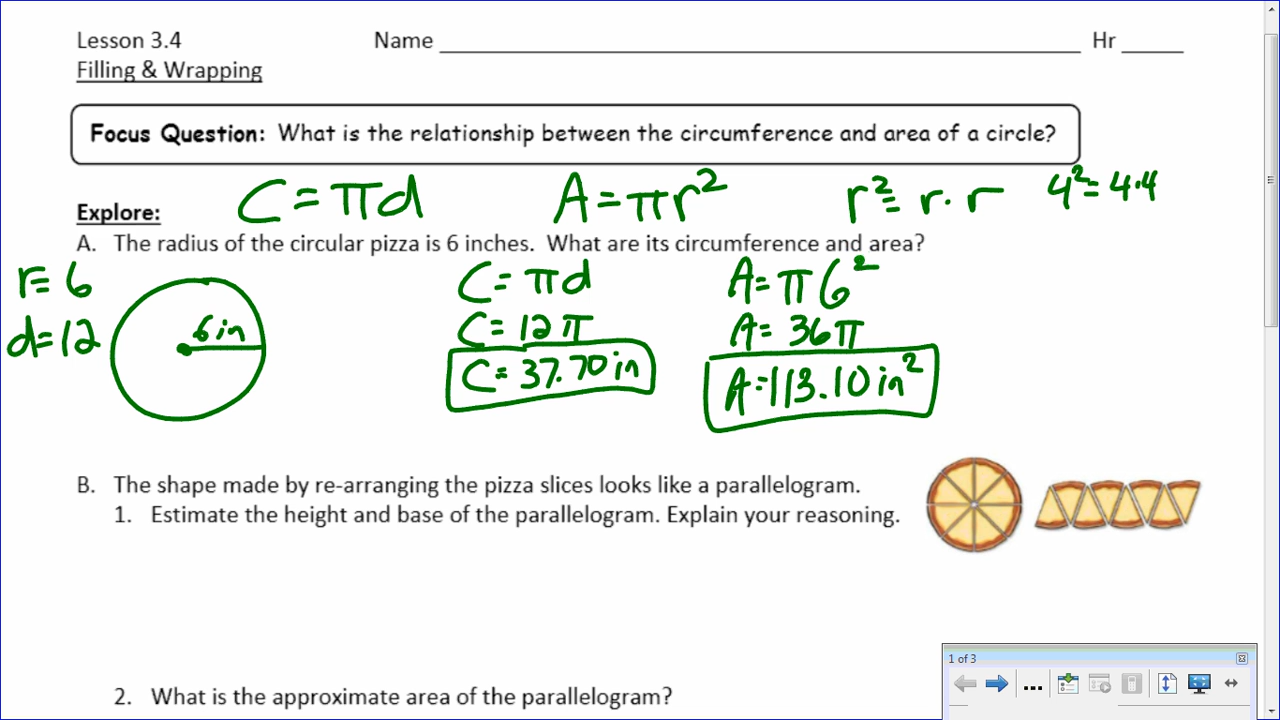 Lesson 3.4 Name ________ Hr ____
Filling & Wrapping
Focus Question: What is the relationship between the circumference and area of a circle?
C = πd A = πr² r² = r · r 4² = 4·4
Explore:
A. The radius of the circular pizza is 6 inches. What are its circumference and area?
r = 6
d = 12
6 in
C = πd
C = 12π
C = 37.70 in
A = π6²
A = 36π
A = 113.10 in²
B. The shape made by re-arranging the pizza slices looks like a parallelogram.
1. Estimate the height and base of the parallelogram. Explain your reasoning.
2. What is the approximate area of the parallelogram?
1 of 3